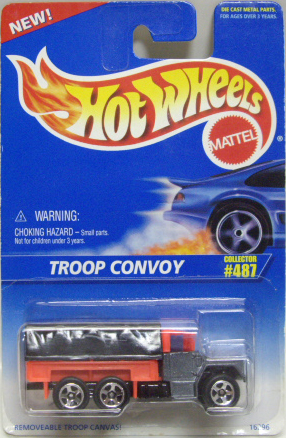 NEW!
DIE CAST METAL PARTS.
FOR AGES OVER 3 YEARS
HOT WHEELS
MATTEL
WARNING:
CHOKING HAZARD – Small parts.
Not for children under 3 years.
TROOP CONVOY
COLLECTOR
#487
REMOVEABLE TROOP CANVAS!
16296